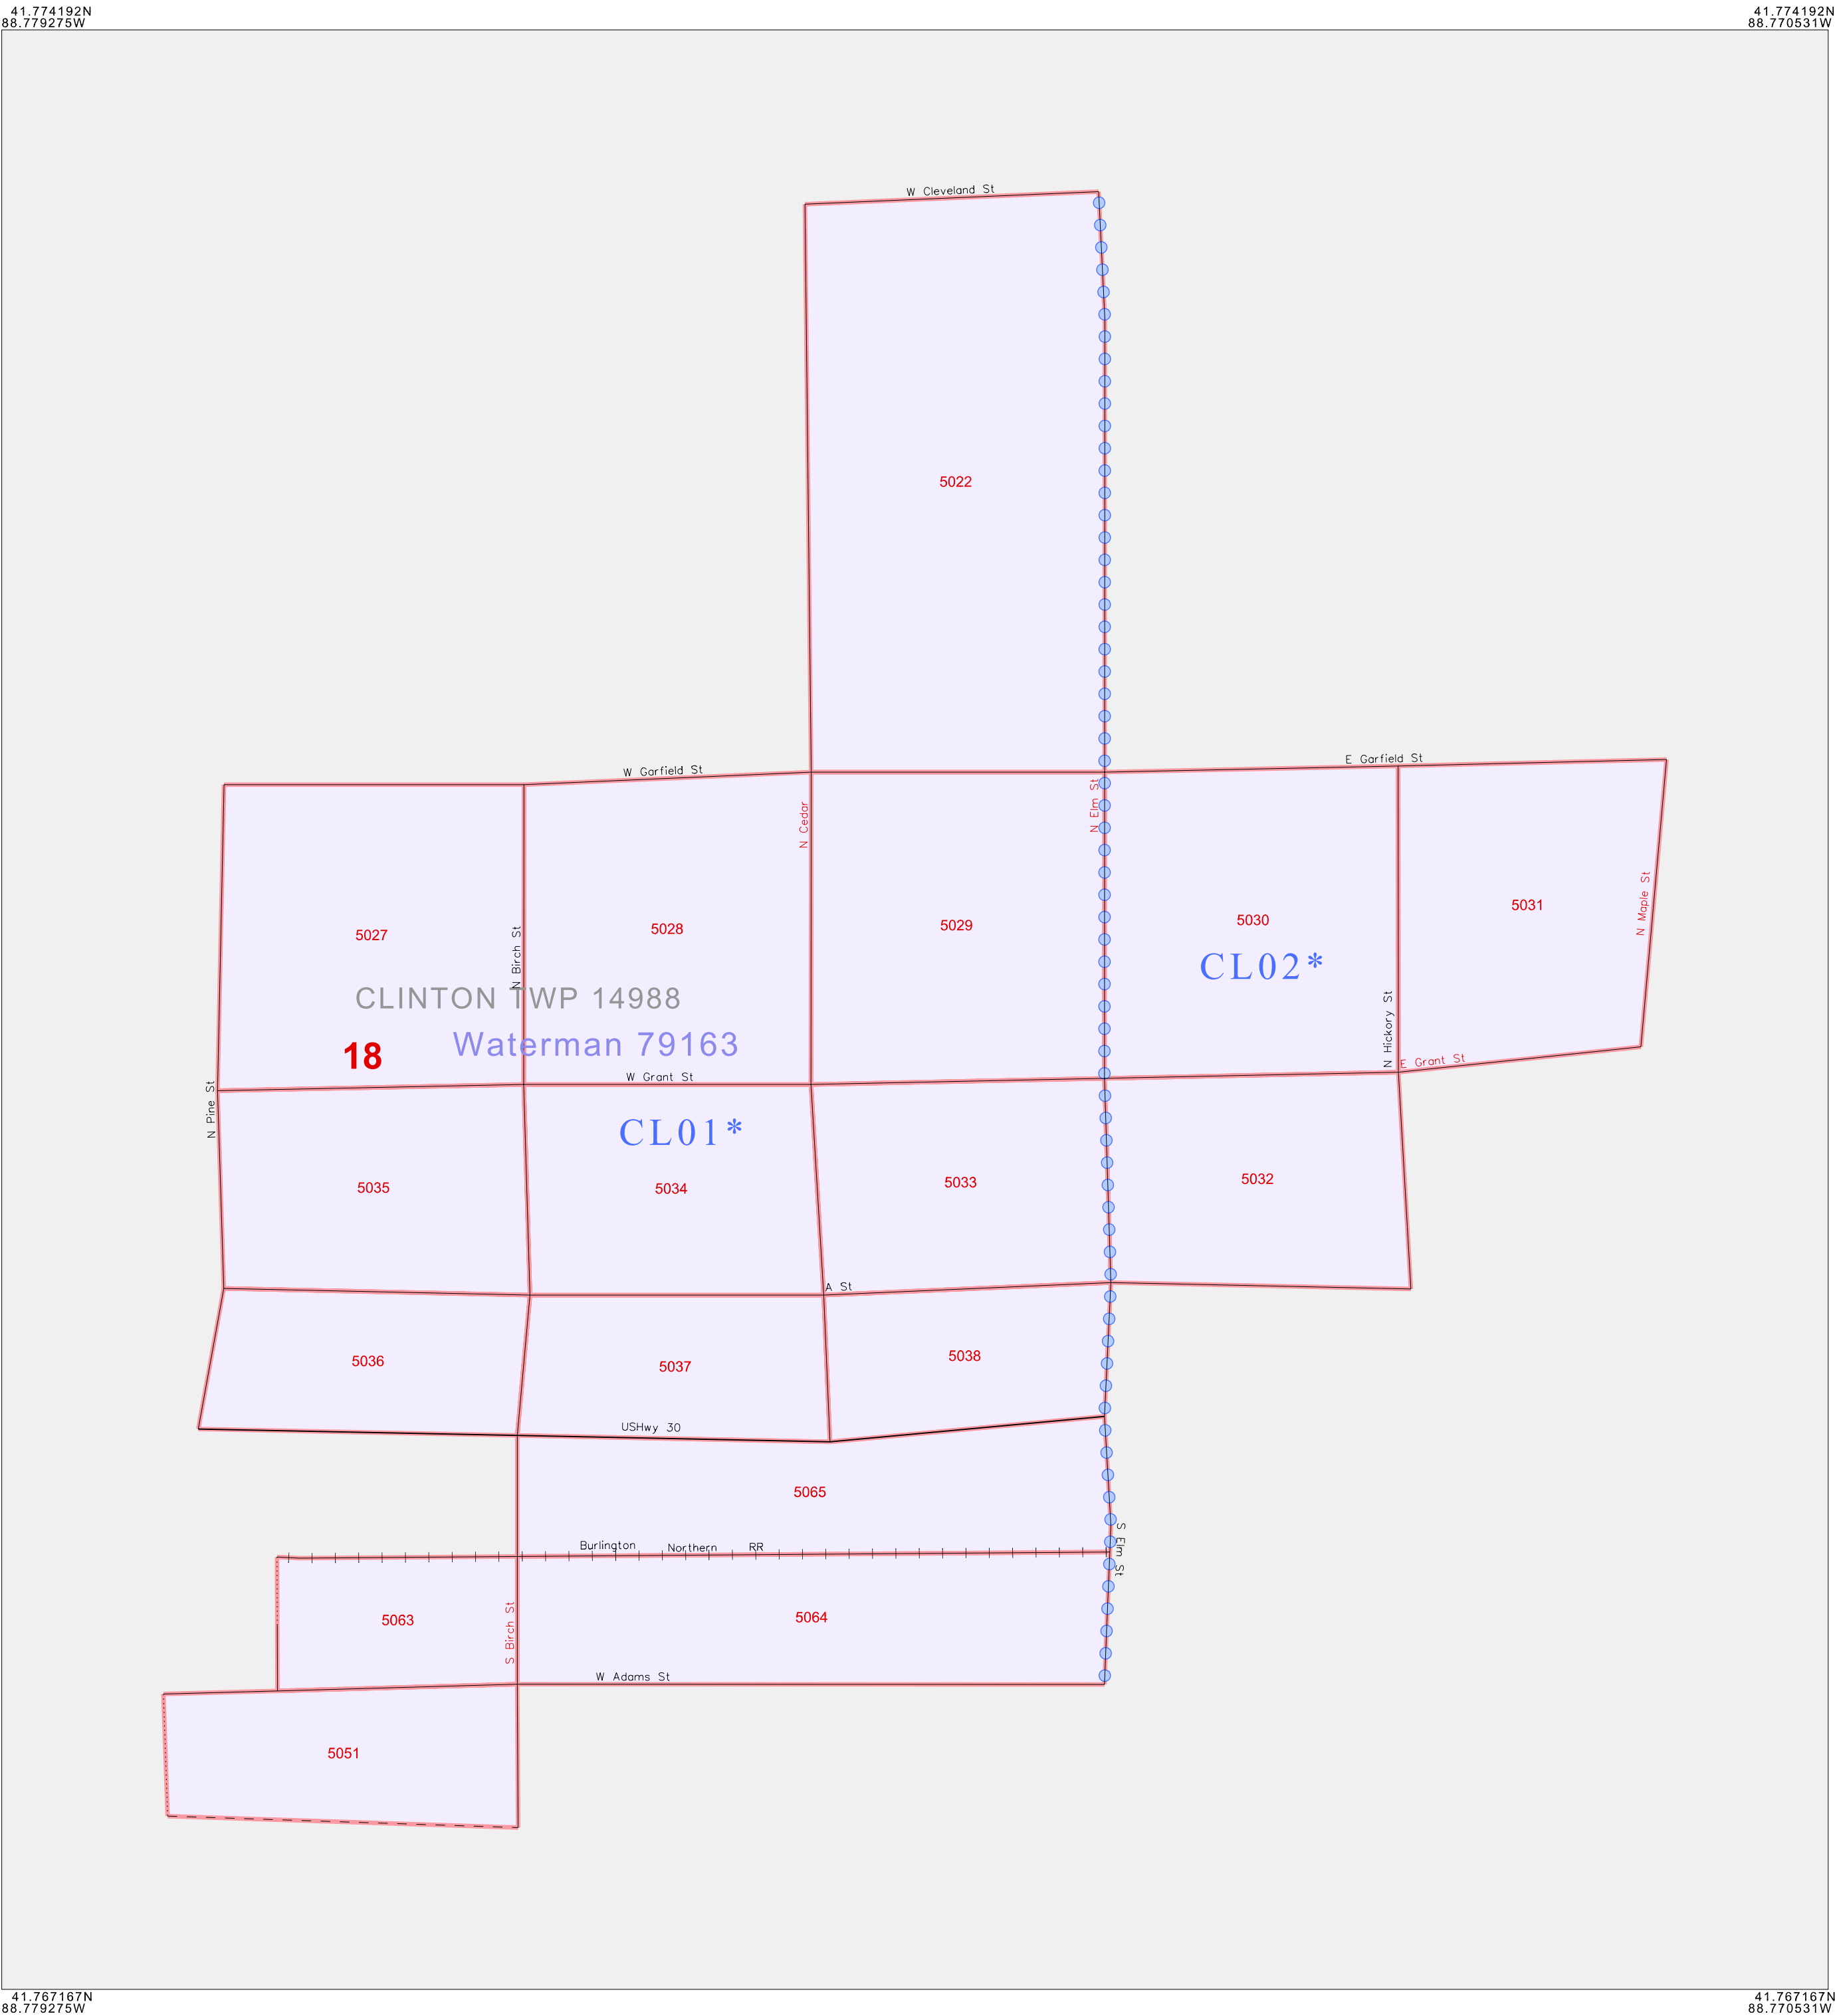 41.774192N
88.779275W
41.774192N
88.770531W
W Cleveland St
5022
W Garfield St
E Garfield St
N Cedar
N Elm St
N Maple St
5027
5028
5029
5030
5031
N Birch St
CL02*
CLINTON TWP 14988
Waterman 79163
18
N Hickory St
E Grant St
W Grant St
N Pine St
CL01*
5035
5034
5033
5032
A St
5036
5037
5038
USHwy 30
5065
S Elm St
Burlington Northern RR
5063
5064
S Birch St
W Adams St
5051
41.767167N
88.779275W
41.767167N
88.770531W